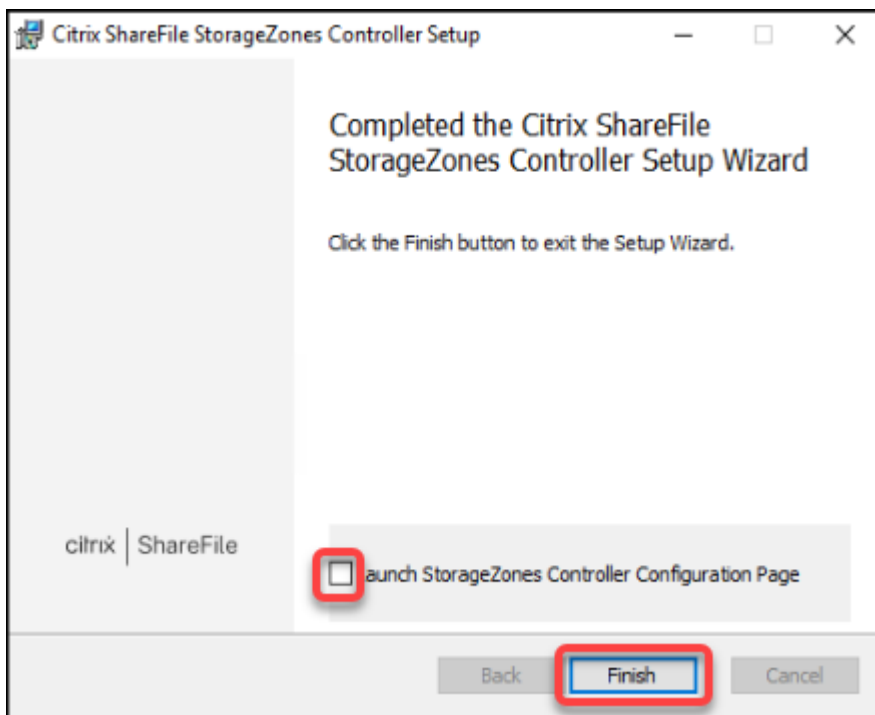 Citrix ShareFile StorageZones Controller Setup
Completed the Citrix ShareFile
StorageZones Controller Setup Wizard
Click the Finish button to exit the Setup Wizard.
citrix | ShareFile
aunch StorageZones Controller Configuration Page
Back Finish Cancel